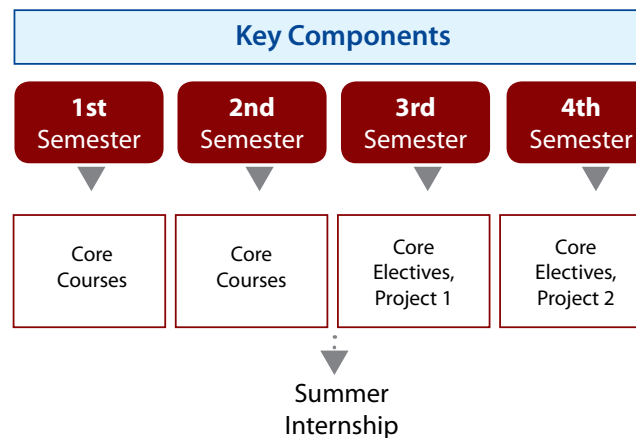 Key Components
1st
Semester
2nd
Semester
3rd
Semester
4th
Semester
Core
Courses
Core
Courses
Core
Electives,
Project 1
Core
Electives,
Project 2
Summer
Internship